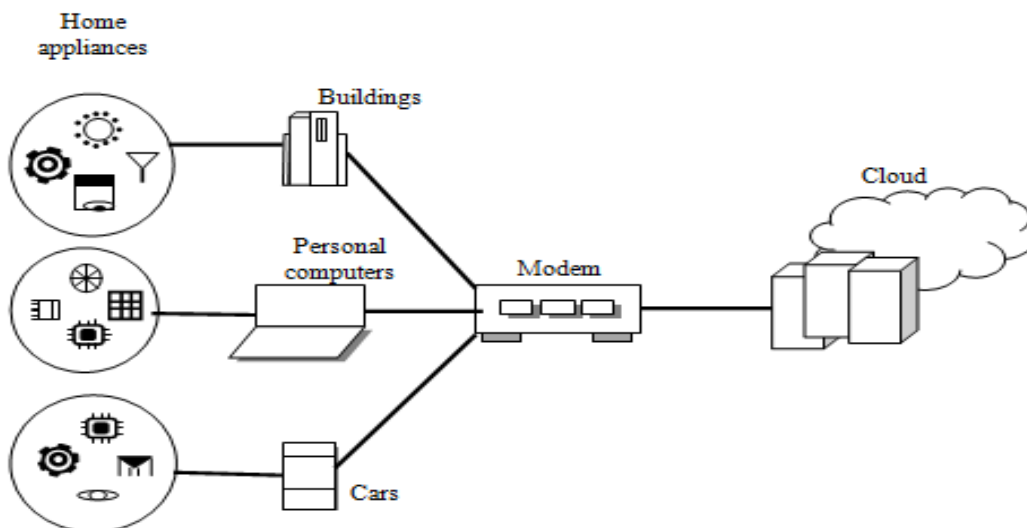 Home
appliances
Buildings
Cloud
Personal
computers
Modem
Cars